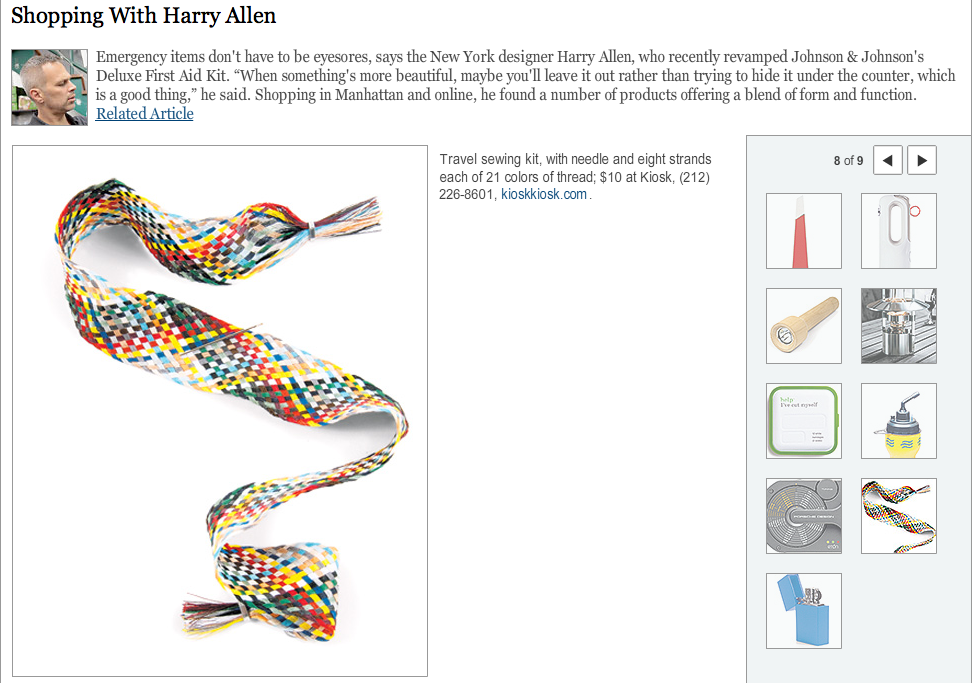 Shopping With Harry Allen
Emergency items don't have to be eyesores, says the New York designer Harry Allen, who recently revamped Johnson & Johnson's
Deluxe First Aid Kit. “When something's more beautiful, maybe you'll leave it out rather than trying to hide it under the counter, which
is a good thing,” he said. Shopping in Manhattan and online, he found a number of products offering a blend of form and function.
Related Article
Travel sewing kit, with needle and eight strands
each of 21 colors of thread; $10 at Kiosk, (212)
226-8601, kioskkiosk.com.
8 of 9
help
I've cut myself
PORSCHE DESIGN